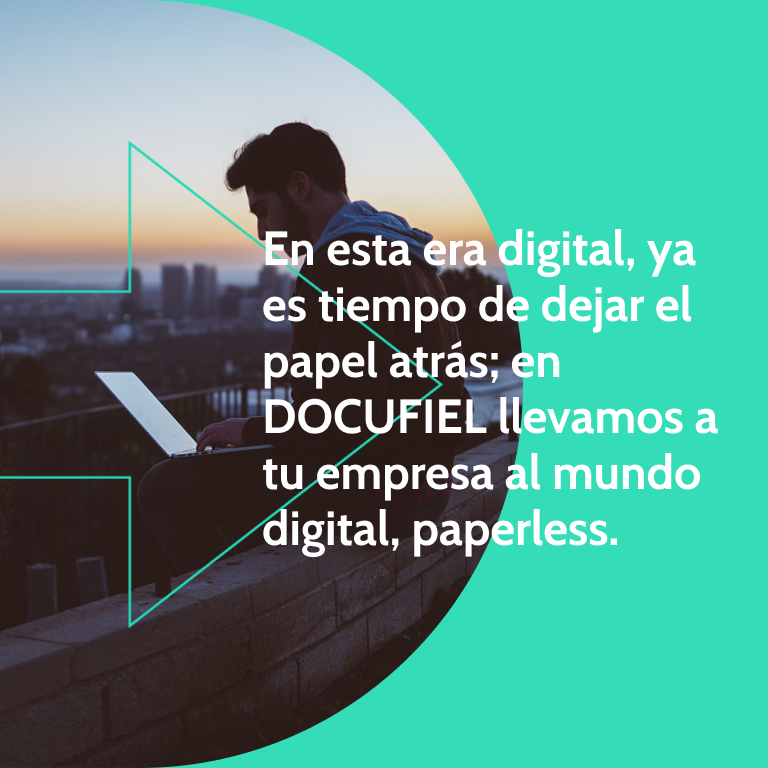 En esta era digital, ya
es tiempo de dejar el
papel atrás; en
DOCUFIEL llevamos a
tu empresa al mundo
digital, paperless.